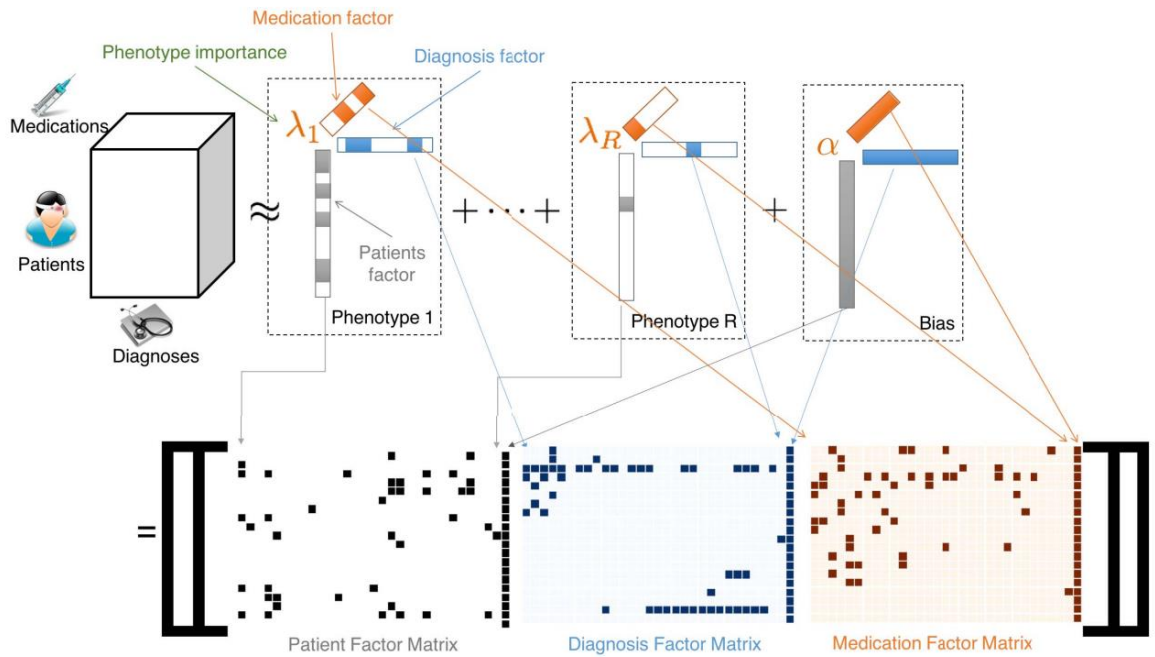 Medication factor
Phenotype importance
Diagnosis factor
Medications
λ1
λR
α
Patients
≈
+ ··· +
+
Patients
factor
Phenotype 1
Phenotype R
Bias
Diagnoses
=
Patient Factor Matrix
Diagnosis Factor Matrix
Medication Factor Matrix